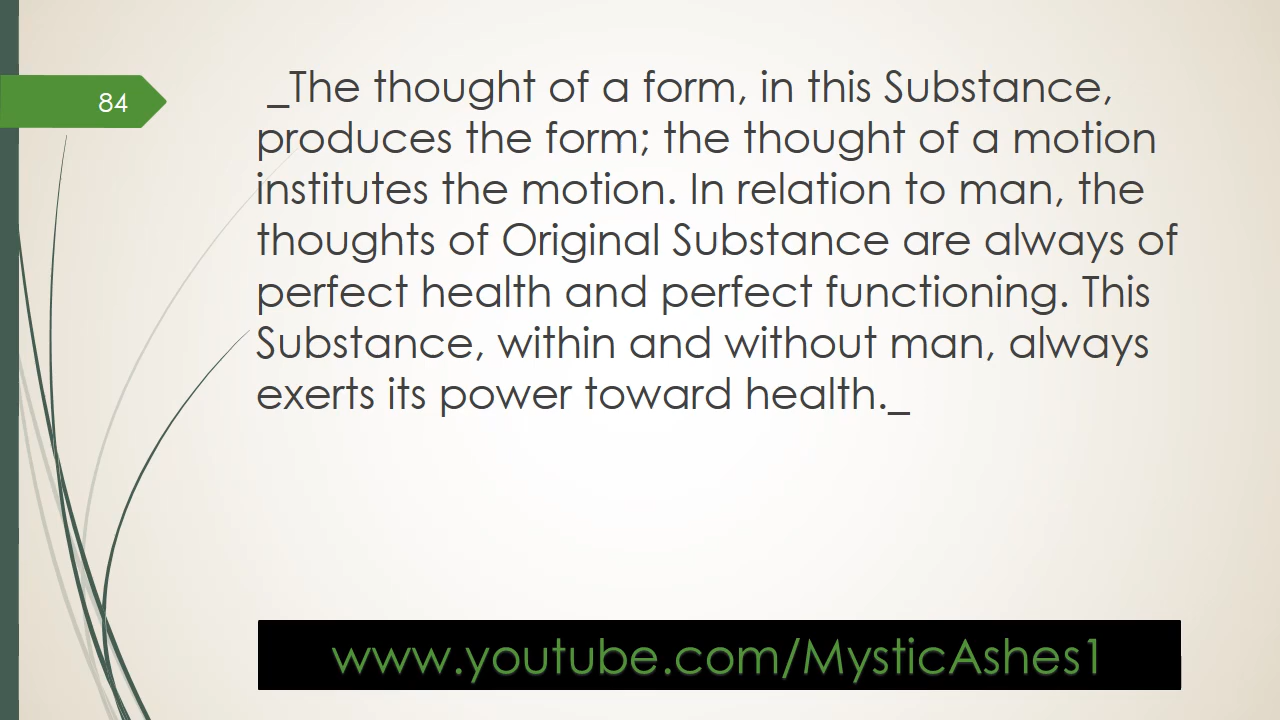 84
_The thought of a form, in this Substance,
produces the form; the thought of a motion
institutes the motion. In relation to man, the
thoughts of Original Substance are always of
perfect health and perfect functioning. This
Substance, within and without man, always
exerts its power toward health._
www.youtube.com/MysticAshes1